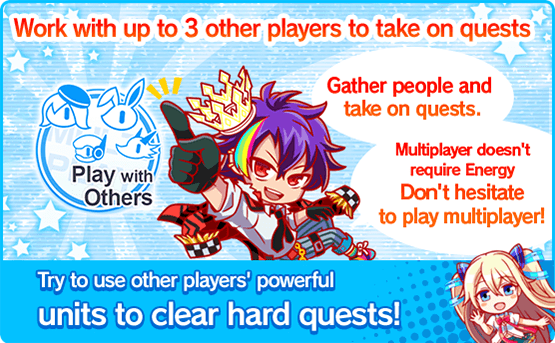 Work with up to 3 other players to take on quests
Gather people and
take on quests.
Play with
Others
Multiplayer doesn't
require Energy
Don't hesitate
to play multiplayer!
Try to use other players' powerful
units to clear hard quests!